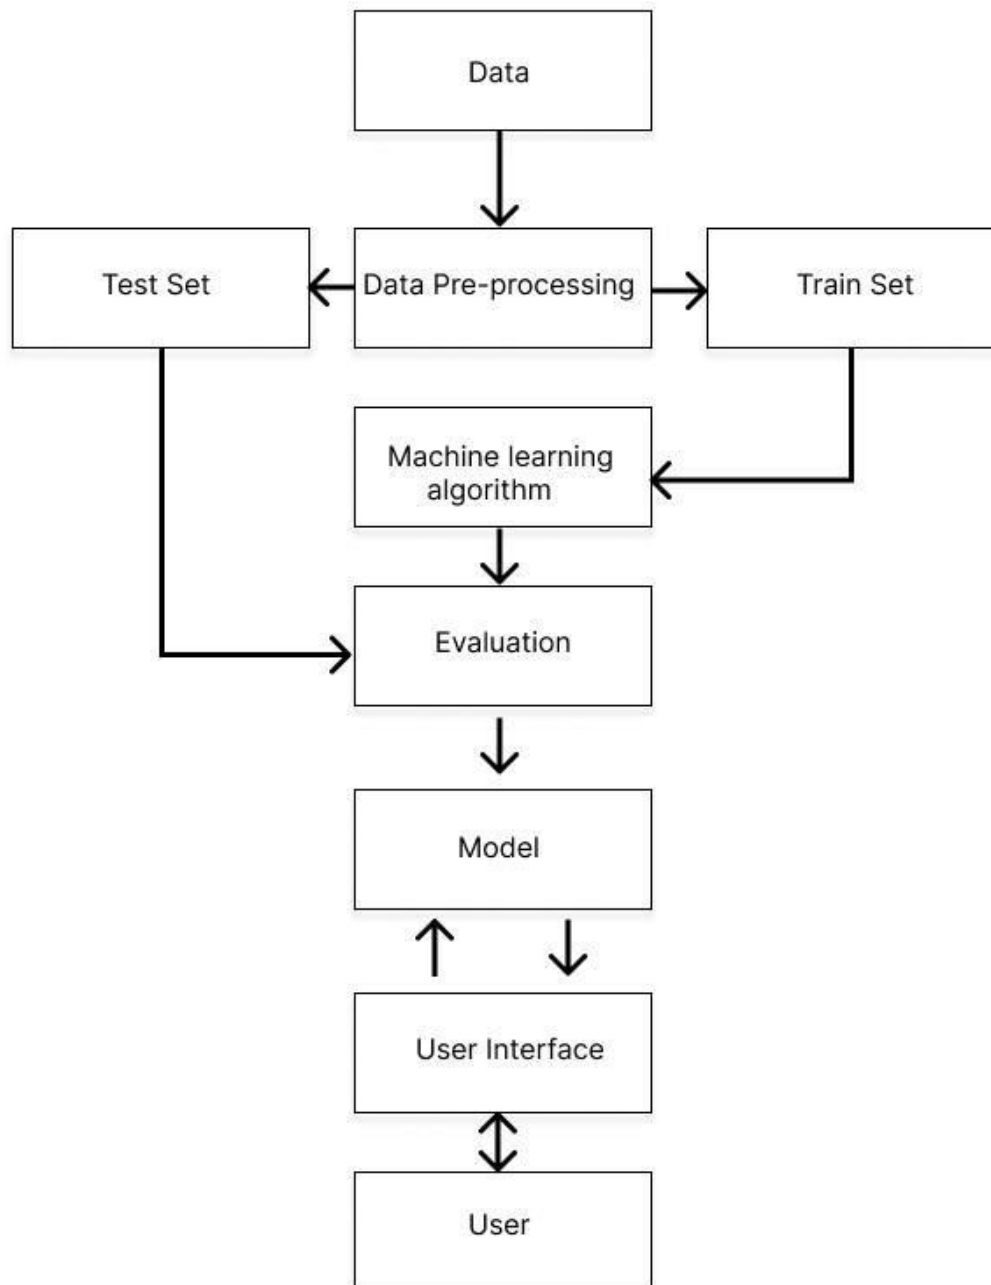 Data
Test Set
Data Pre-processing
Train Set
Machine learning
algorithm
Evaluation
Model
User Interface
User